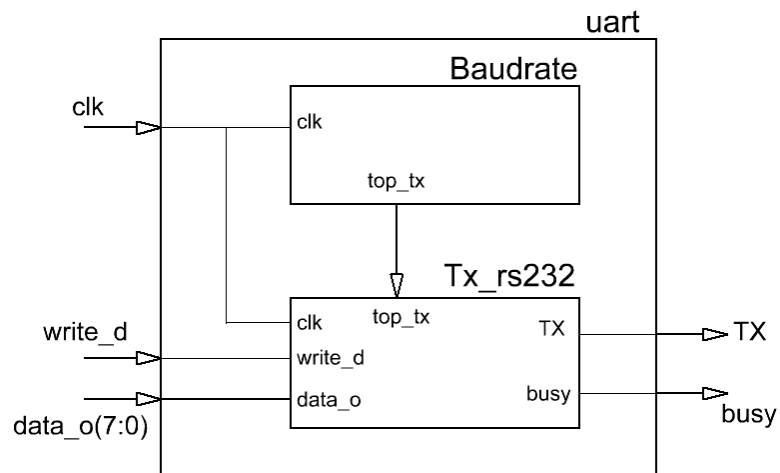 uart
Baudrate
clk
clk
top_tx
Tx_rs232
clk
top_tx
TX
TX
write_d
write_d
data_o
busy
data_o(7:0)
busy